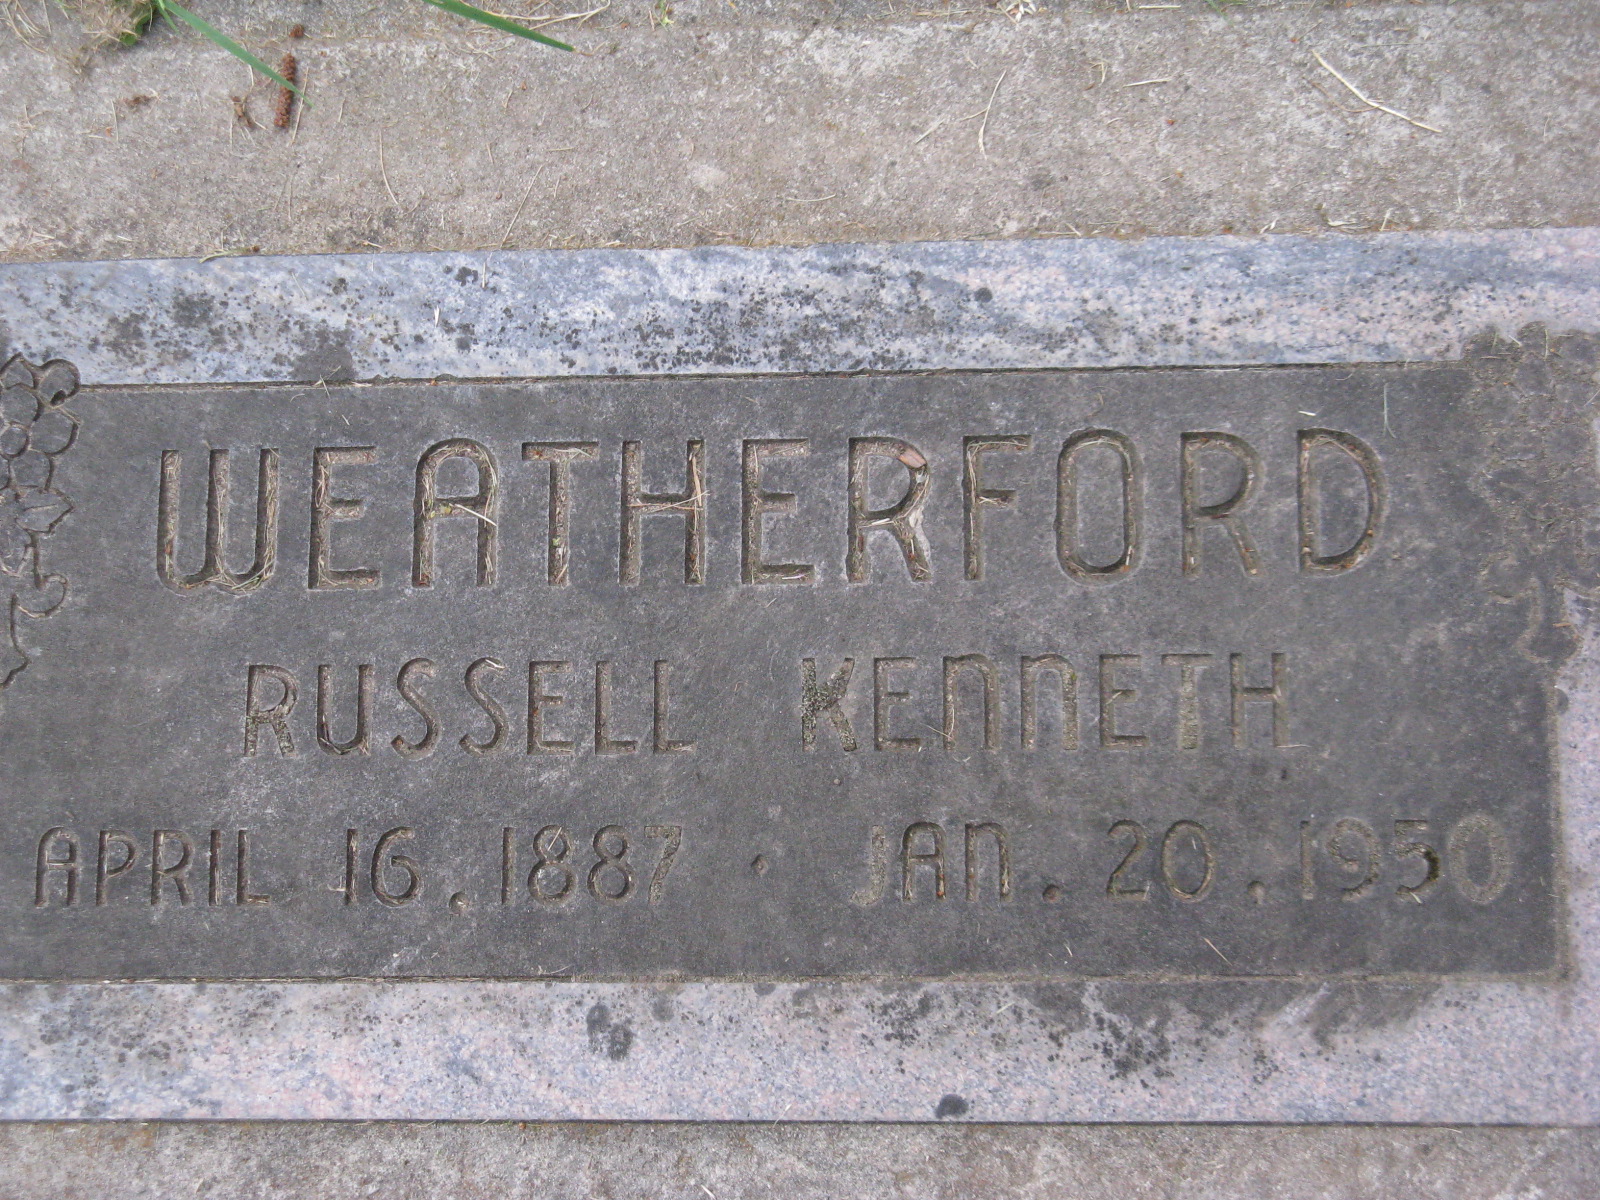 WEATHERFORD
RUSSELL KENNETH
APRIL 16, 1887 · JAN. 20, 1950